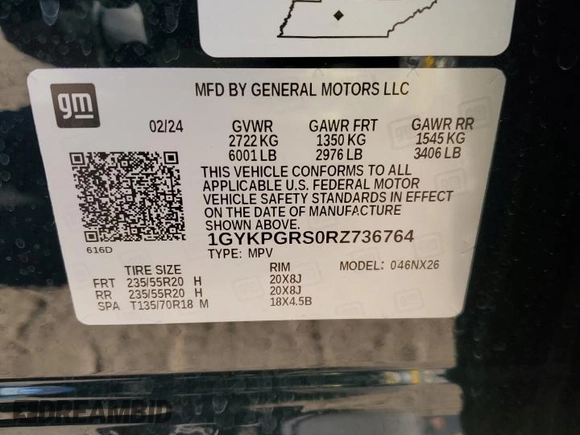 gm
MFD BY GENERAL MOTORS LLC
02/24 GVWR GAWR FRT GAWR RR
2722 KG 1350 KG 1545 KG
6001 LB 2976 LB 3406 LB
THIS VEHICLE CONFORMS TO ALL
APPLICABLE U.S. FEDERAL MOTOR
VEHICLE SAFETY STANDARDS IN EFFECT
ON THE DATE OF MANUFACTURE
SHOWN ABOVE.
1GYKPGRS0RZ736764
616D
TYPE: MPV
TIRE SIZE RIM MODEL: 046NX26
FRT 235/55R20 H 20X8J
RR 235/55R20 H 20X8J
SPA T135/70R18 M 18X4.5B
DREAMBID